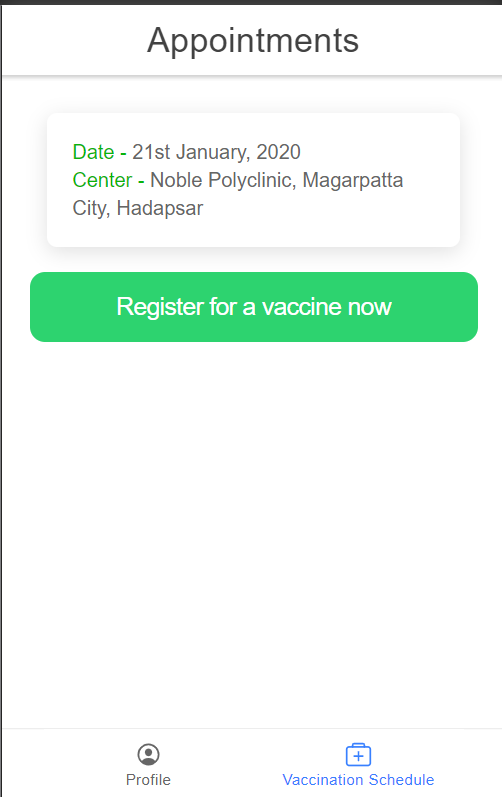 Appointments
Date - 21st January, 2020
Center - Noble Polyclinic, Magarpatta
City, Hadapsar
Register for a vaccine now
Profile
Vaccination Schedule